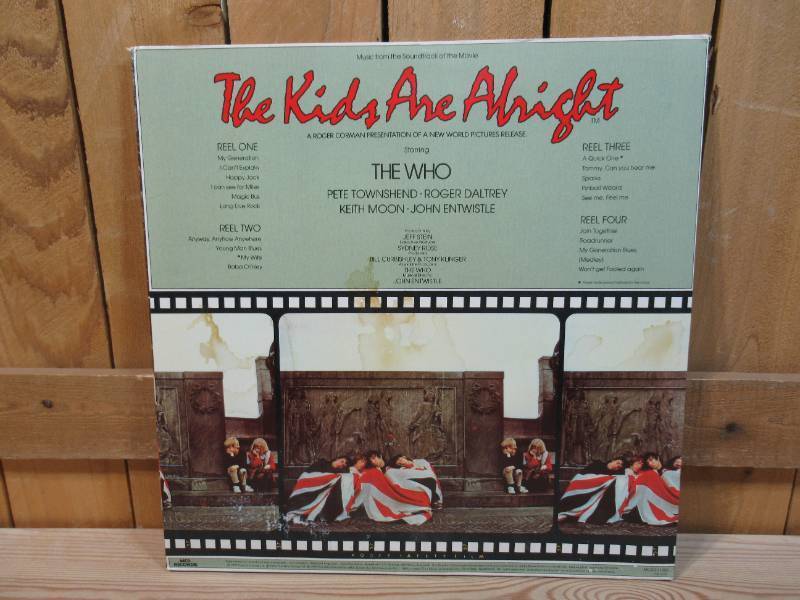 Music from the Soundtrack of the Movie
The Kids Are Alright
TM
A ROGER CORMAN PRESENTATION OF A NEW WORLD PICTURES RELEASE
Starring
THE WHO
PETE TOWNSHEND · ROGER DALTREY
KEITH MOON · JOHN ENTWISTLE
JEFF STEIN
SYDNEY ROSE
BILL CURBISHLEY & TONY KLINGER
THE WHO
JOHN ENTWISTLE
REEL ONE
My Generation
I Can't Explain
Happy Jack
I can see for Miles
Magic Bus
Long Live Rock
REEL TWO
Anyway, Anyhow Anywhere
Young Man Blues
*My Wife
Baba O'Riley
REEL THREE
A Quick One *
Tommy, Can you hear me
Sparks
Pinball Wizard
See me, Feel me
REEL FOUR
Join Together
Roadrunner
My Generation Blues
(Medley)
Won't get Fooled again
MCA RECORDS